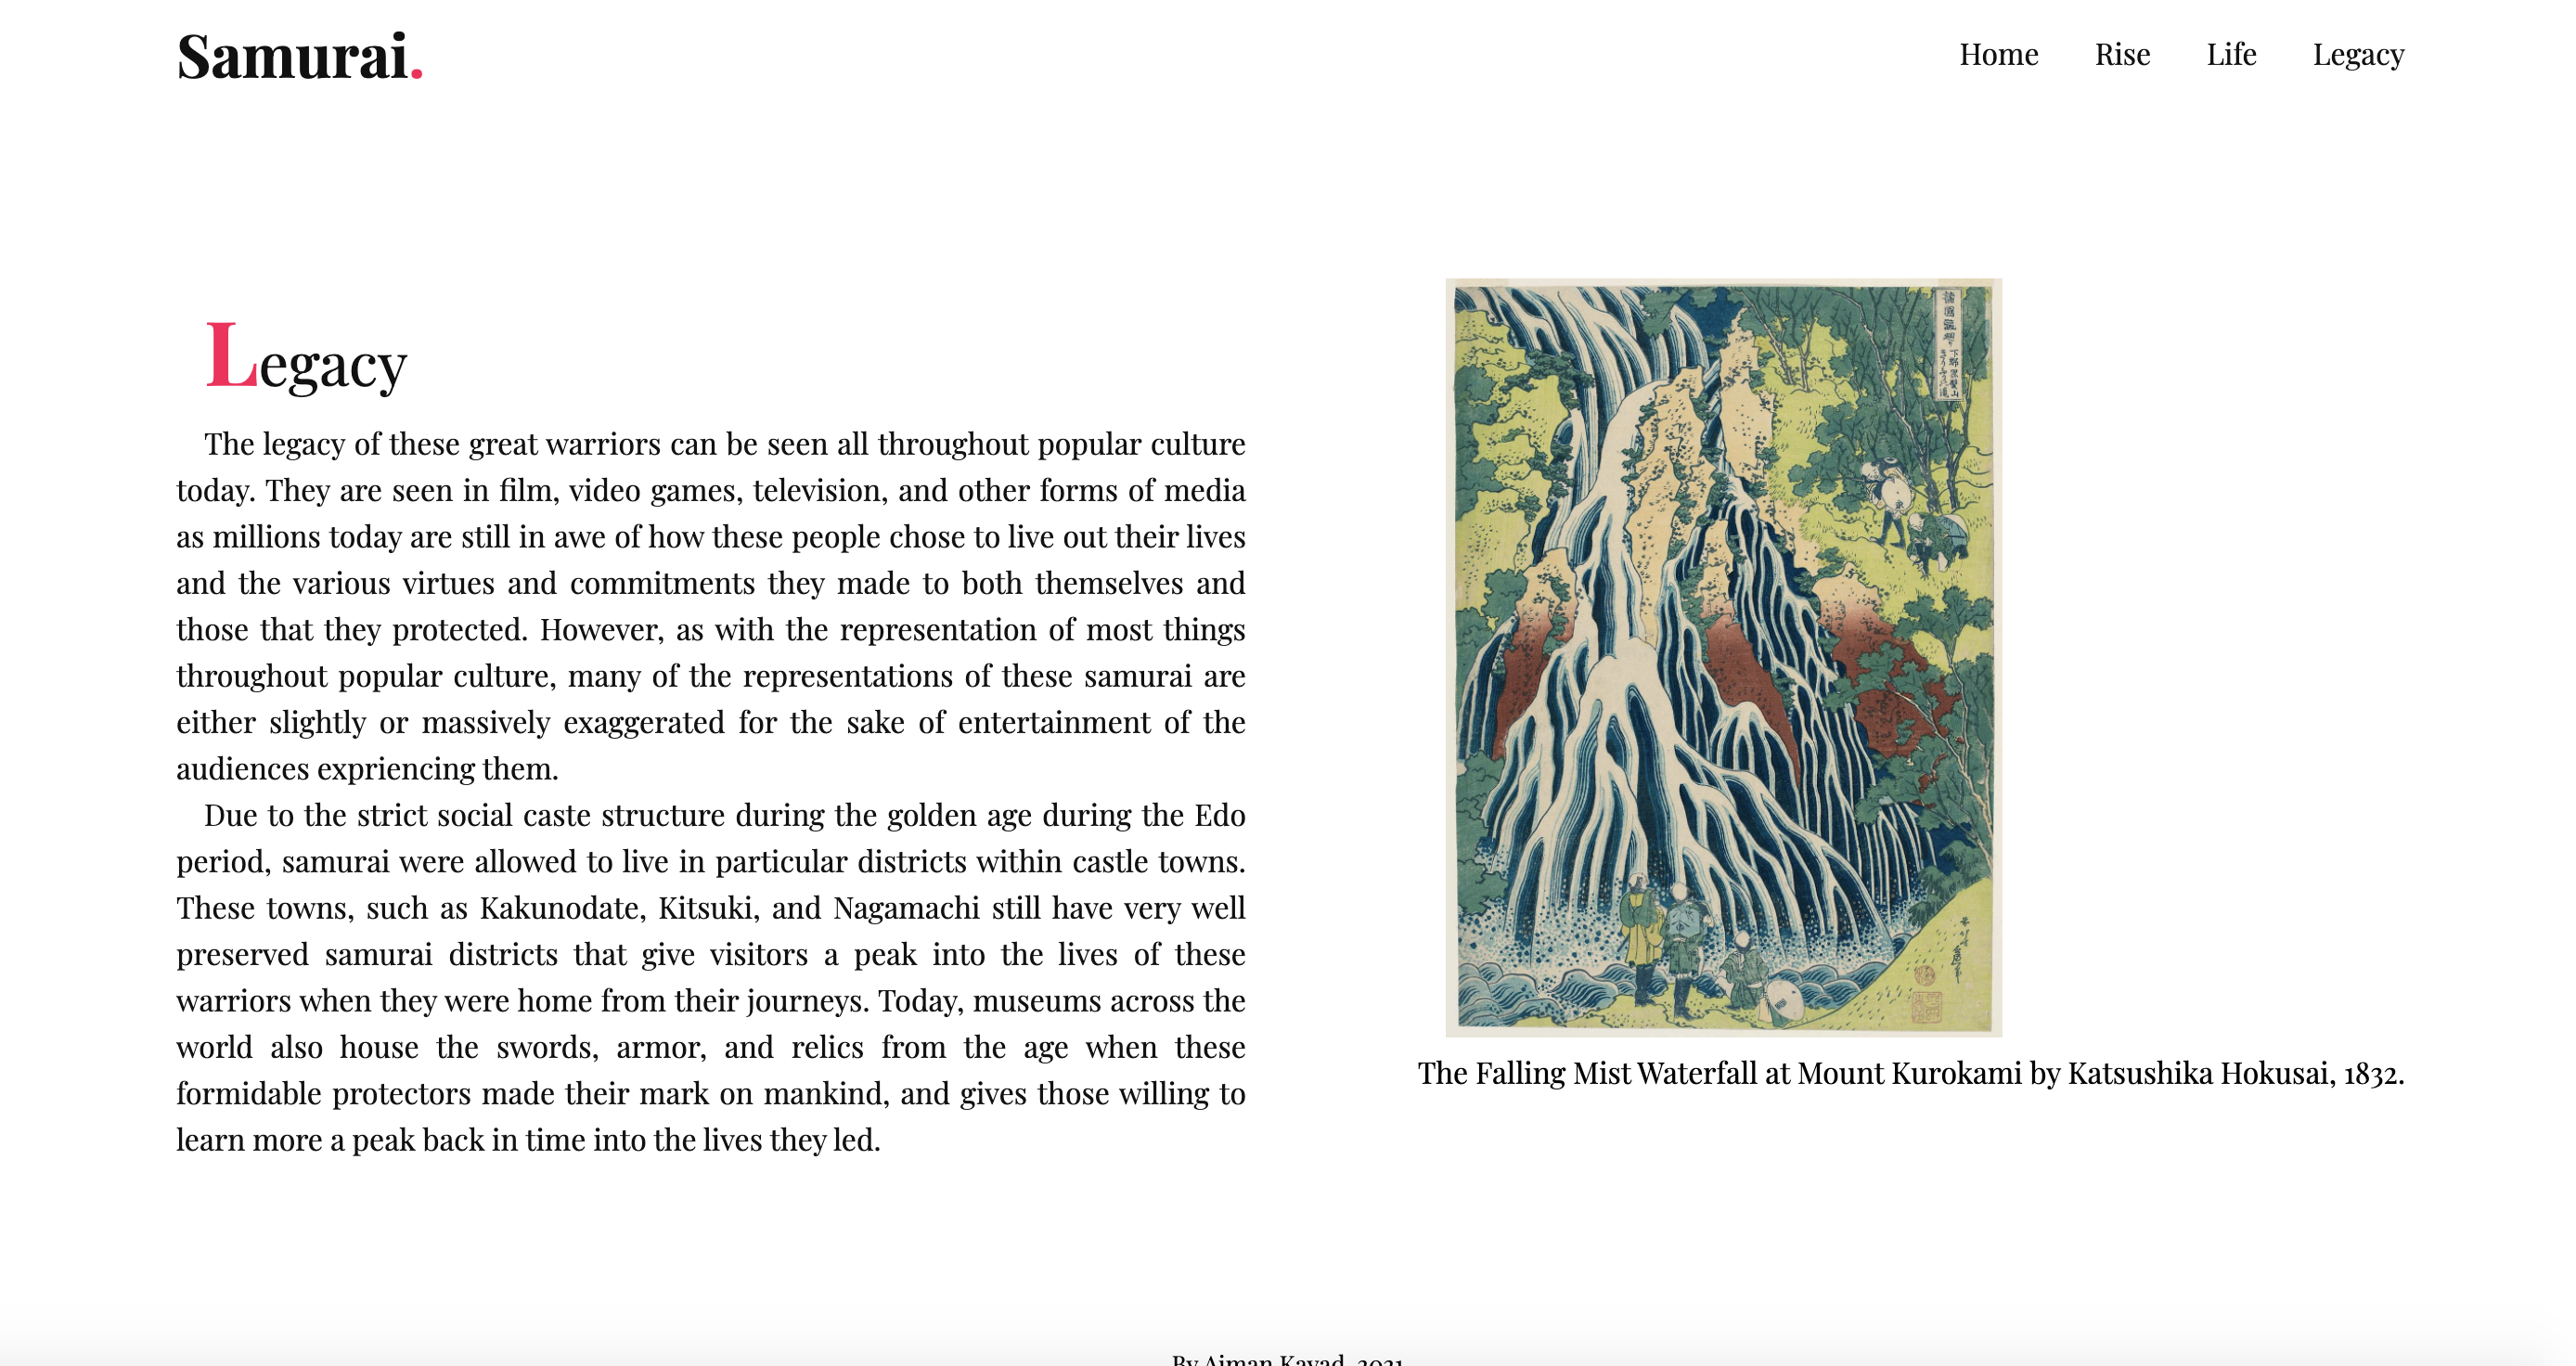 Samurai.
Home Rise Life Legacy
Legacy
The legacy of these great warriors can be seen all throughout popular culture
today. They are seen in film, video games, television, and other forms of media
as millions today are still in awe of how these people chose to live out their lives
and the various virtues and commitments they made to both themselves and
those that they protected. However, as with the representation of most things
throughout popular culture, many of the representations of these samurai are
either slightly or massively exaggerated for the sake of entertainment of the
audiences expriencing them.
Due to the strict social caste structure during the golden age during the Edo
period, samurai were allowed to live in particular districts within castle towns.
These towns, such as Kakunodate, Kitsuki, and Nagamachi still have very well
preserved samurai districts that give visitors a peak into the lives of these
warriors when they were home from their journeys. Today, museums across the
world also house the swords, armor, and relics from the age when these
formidable protectors made their mark on mankind, and gives those willing to
learn more a peak back in time into the lives they led.
The Falling Mist Waterfall at Mount Kurokami by Katsushika Hokusai, 1832.
By Aiman Kayad, 2021